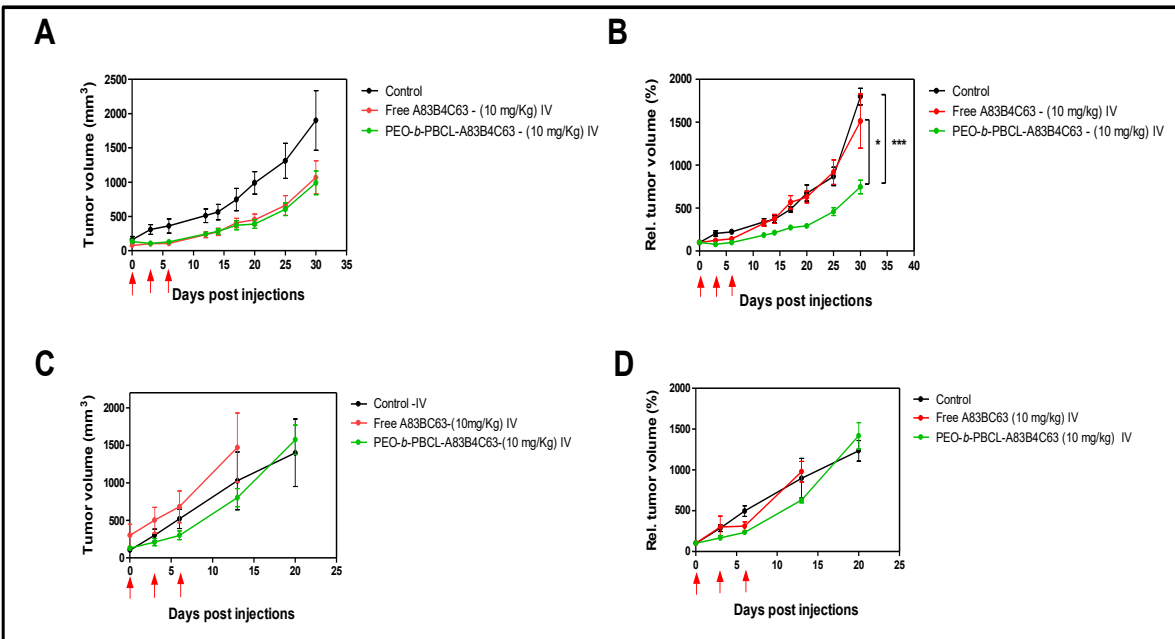 A
Tumor volume (mm3)
2500
2000
1500
1000
500
0
0 5 10 15 20 25 30 35
Days post injections
Control
Free A83B4C63 - (10 mg/Kg) IV
PEO-b-PBCL-A83B4C63 - (10 mg/Kg) IV
B
Rel. tumor volume (%)
2000
1500
1000
500
0
0 5 10 15 20 25 30 35 40
Days post injections
* ***
Control
Free A83B4C63 - (10 mg/kg) IV
PEO-b-PBCL-A83B4C63 - (10 mg/kg) IV
C
Tumor volume (mm3)
2000
1500
1000
500
0
0 5 10 15 20 25
Days post injections
Control -IV
Free A83BC63-(10mg/Kg) IV
PEO-b-PBCL-A83B4C63-(10 mg/Kg) IV
D
Rel. tumor volume (%)
2000
1500
1000
500
0
0 5 10 15 20 25
Days post injections
Control
Free A83BC63 (10 mg/kg) IV
PEO-b-PBCL-A83B4C63 (10 mg/kg) IV